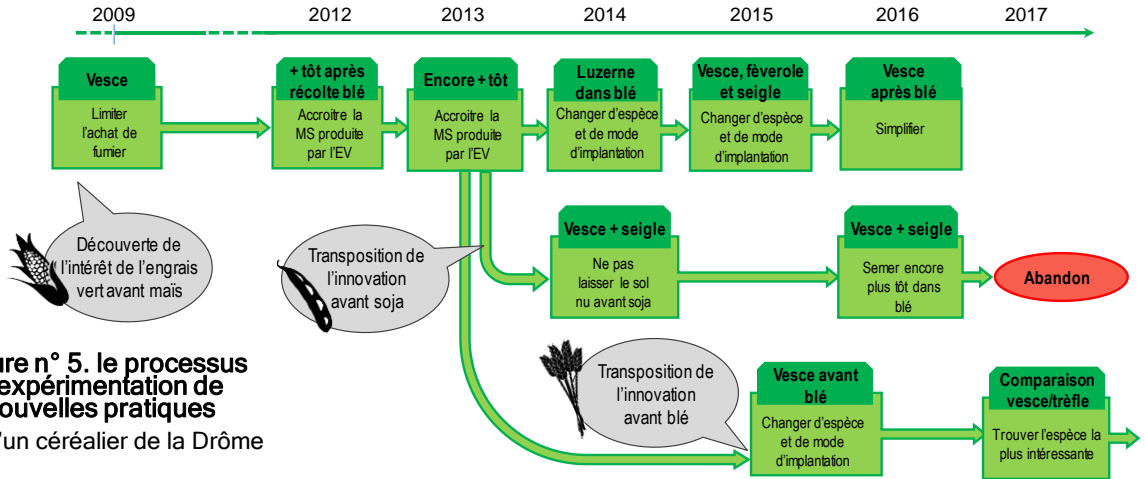 2009 2012 2013 2014 2015 2016 2017
Vesce
Limiter
l'achat de
fumier
+ tôt après
récolte blé
Accroitre la
MS produite
par l'EV
Encore + tôt
Accroitre la
MS produite
par l'EV
Luzerne
dans blé
Changer d'espèce
et de mode
d'implantation
Vesce, fèverole
et seigle
Changer d'espèce
et de mode
d'implantation
Vesce
après blé
Simplifier
Découverte de
l'intérêt de l'engrais
vert avant maïs
Transposition de
l'innovation
avant soja
Vesce + seigle
Ne pas
laisser le sol
nu avant soja
Vesce + seigle
Semer encore
plus tôt dans
blé
Abandon
Transposition de
l'innovation
avant blé
Vesce avant
blé
Changer d'espèce
et de mode
d'implantation
Comparaison
vesce/trèfle
Trouver l'espèce la
plus intéressante
ure n° 5. le processus
expérimentation de
ouvelles pratiques
'un céréalier de la Drôme